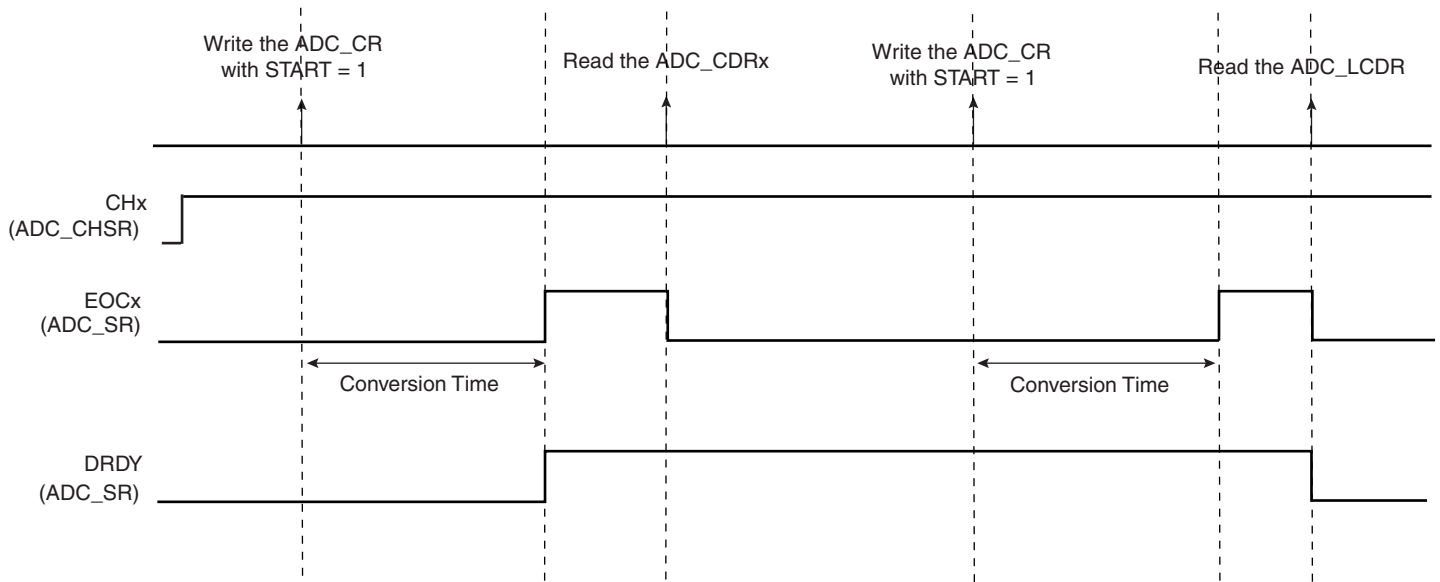 Write the ADC_CR
with START = 1
Read the ADC_CDRx
Write the ADC_CR
with START = 1
Read the ADC_LCDR
CHx
(ADC_CHSR)
EOCx
(ADC_SR)
Conversion Time
Conversion Time
DRDY
(ADC_SR)